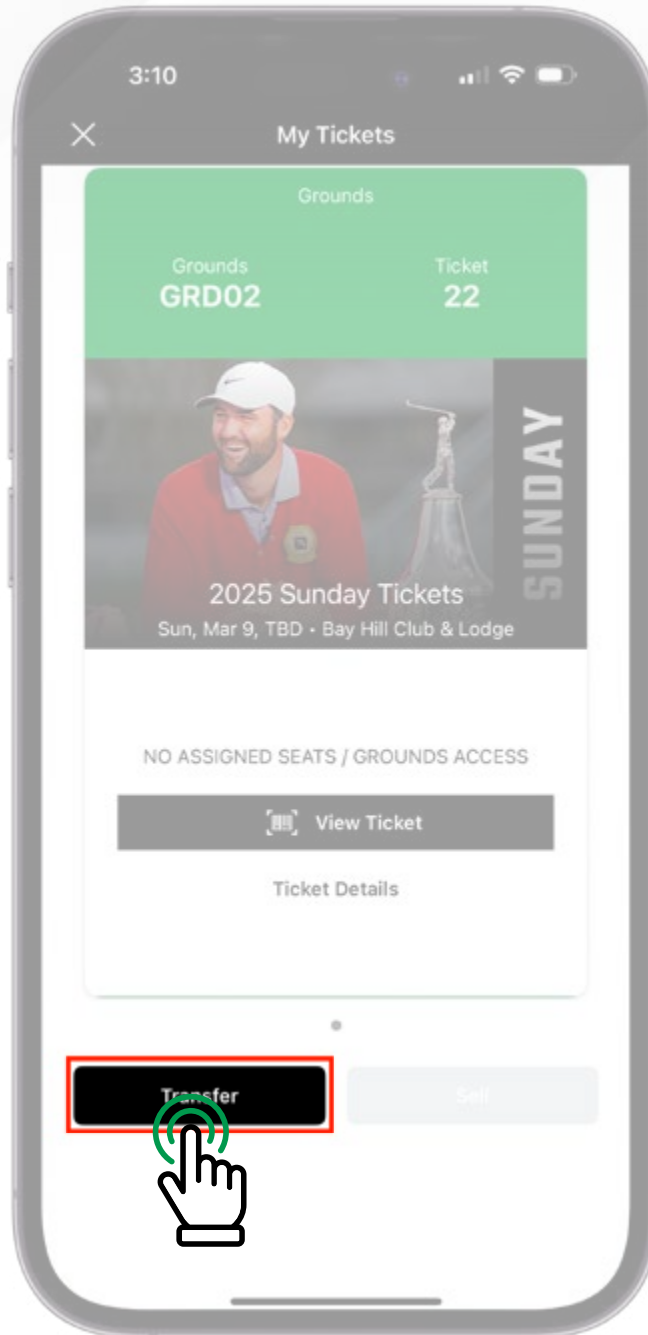 3:10
My Tickets
Grounds
Grounds Ticket
GRD02 22
SUNDAY
2025 Sunday Tickets
Sun, Mar 9, TBD • Bay Hill Club & Lodge
NO ASSIGNED SEATS / GROUNDS ACCESS
View Ticket
Ticket Details
Transfer Sell